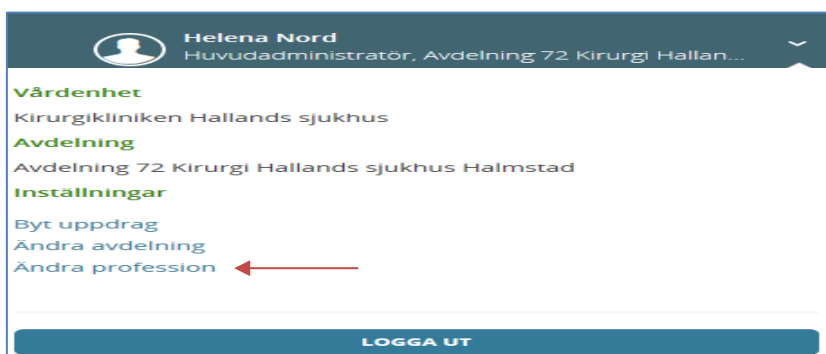 Helena Nord
Huvudadministratör, Avdelning 72 Kirurgi Hallan...
Vårdenhet
Kirurgikliniken Hallands sjukhus
Avdelning
Avdelning 72 Kirurgi Hallands sjukhus Halmstad
Inställningar
Byt uppdrag
Ändra avdelning
Ändra profession
LOGGA UT